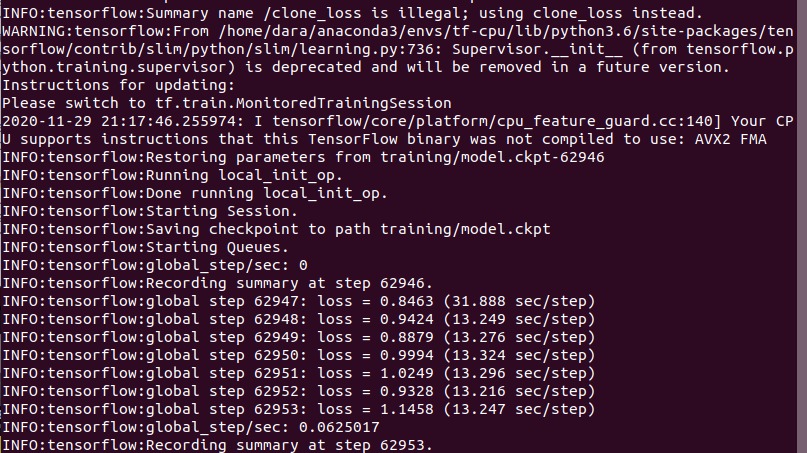 INFO:tensorflow:Summary name /clone_loss is illegal; using clone_loss instead.
WARNING:tensorflow:From /home/dara/anaconda3/envs/tf-cpu/lib/python3.6/site-packages/ten
sorflow/contrib/slim/python/slim/learning.py:736: Supervisor.__init__ (from tensorflow.p
ython.training.supervisor) is deprecated and will be removed in a future version.
Instructions for updating:
Please switch to tf.train.MonitoredTrainingSession
2020-11-29 21:17:46.255974: I tensorflow/core/platform/cpu_feature_guard.cc:140] Your CP
U supports instructions that this TensorFlow binary was not compiled to use: AVX2 FMA
INFO:tensorflow:Restoring parameters from training/model.ckpt-62946
INFO:tensorflow:Running local_init_op.
INFO:tensorflow:Done running local_init_op.
INFO:tensorflow:Starting Session.
INFO:tensorflow:Saving checkpoint to path training/model.ckpt
INFO:tensorflow:Starting Queues.
INFO:tensorflow:global_step/sec: 0
INFO:tensorflow:Recording summary at step 62946.
INFO:tensorflow:global step 62947: loss = 0.8463 (31.888 sec/step)
INFO:tensorflow:global step 62948: loss = 0.9424 (13.249 sec/step)
INFO:tensorflow:global step 62949: loss = 0.8879 (13.276 sec/step)
INFO:tensorflow:global step 62950: loss = 0.9994 (13.324 sec/step)
INFO:tensorflow:global step 62951: loss = 1.0249 (13.296 sec/step)
INFO:tensorflow:global step 62952: loss = 0.9328 (13.216 sec/step)
INFO:tensorflow:global step 62953: loss = 1.1458 (13.247 sec/step)
INFO:tensorflow:global_step/sec: 0.0625017
INFO:tensorflow:Recording summary at step 62953.